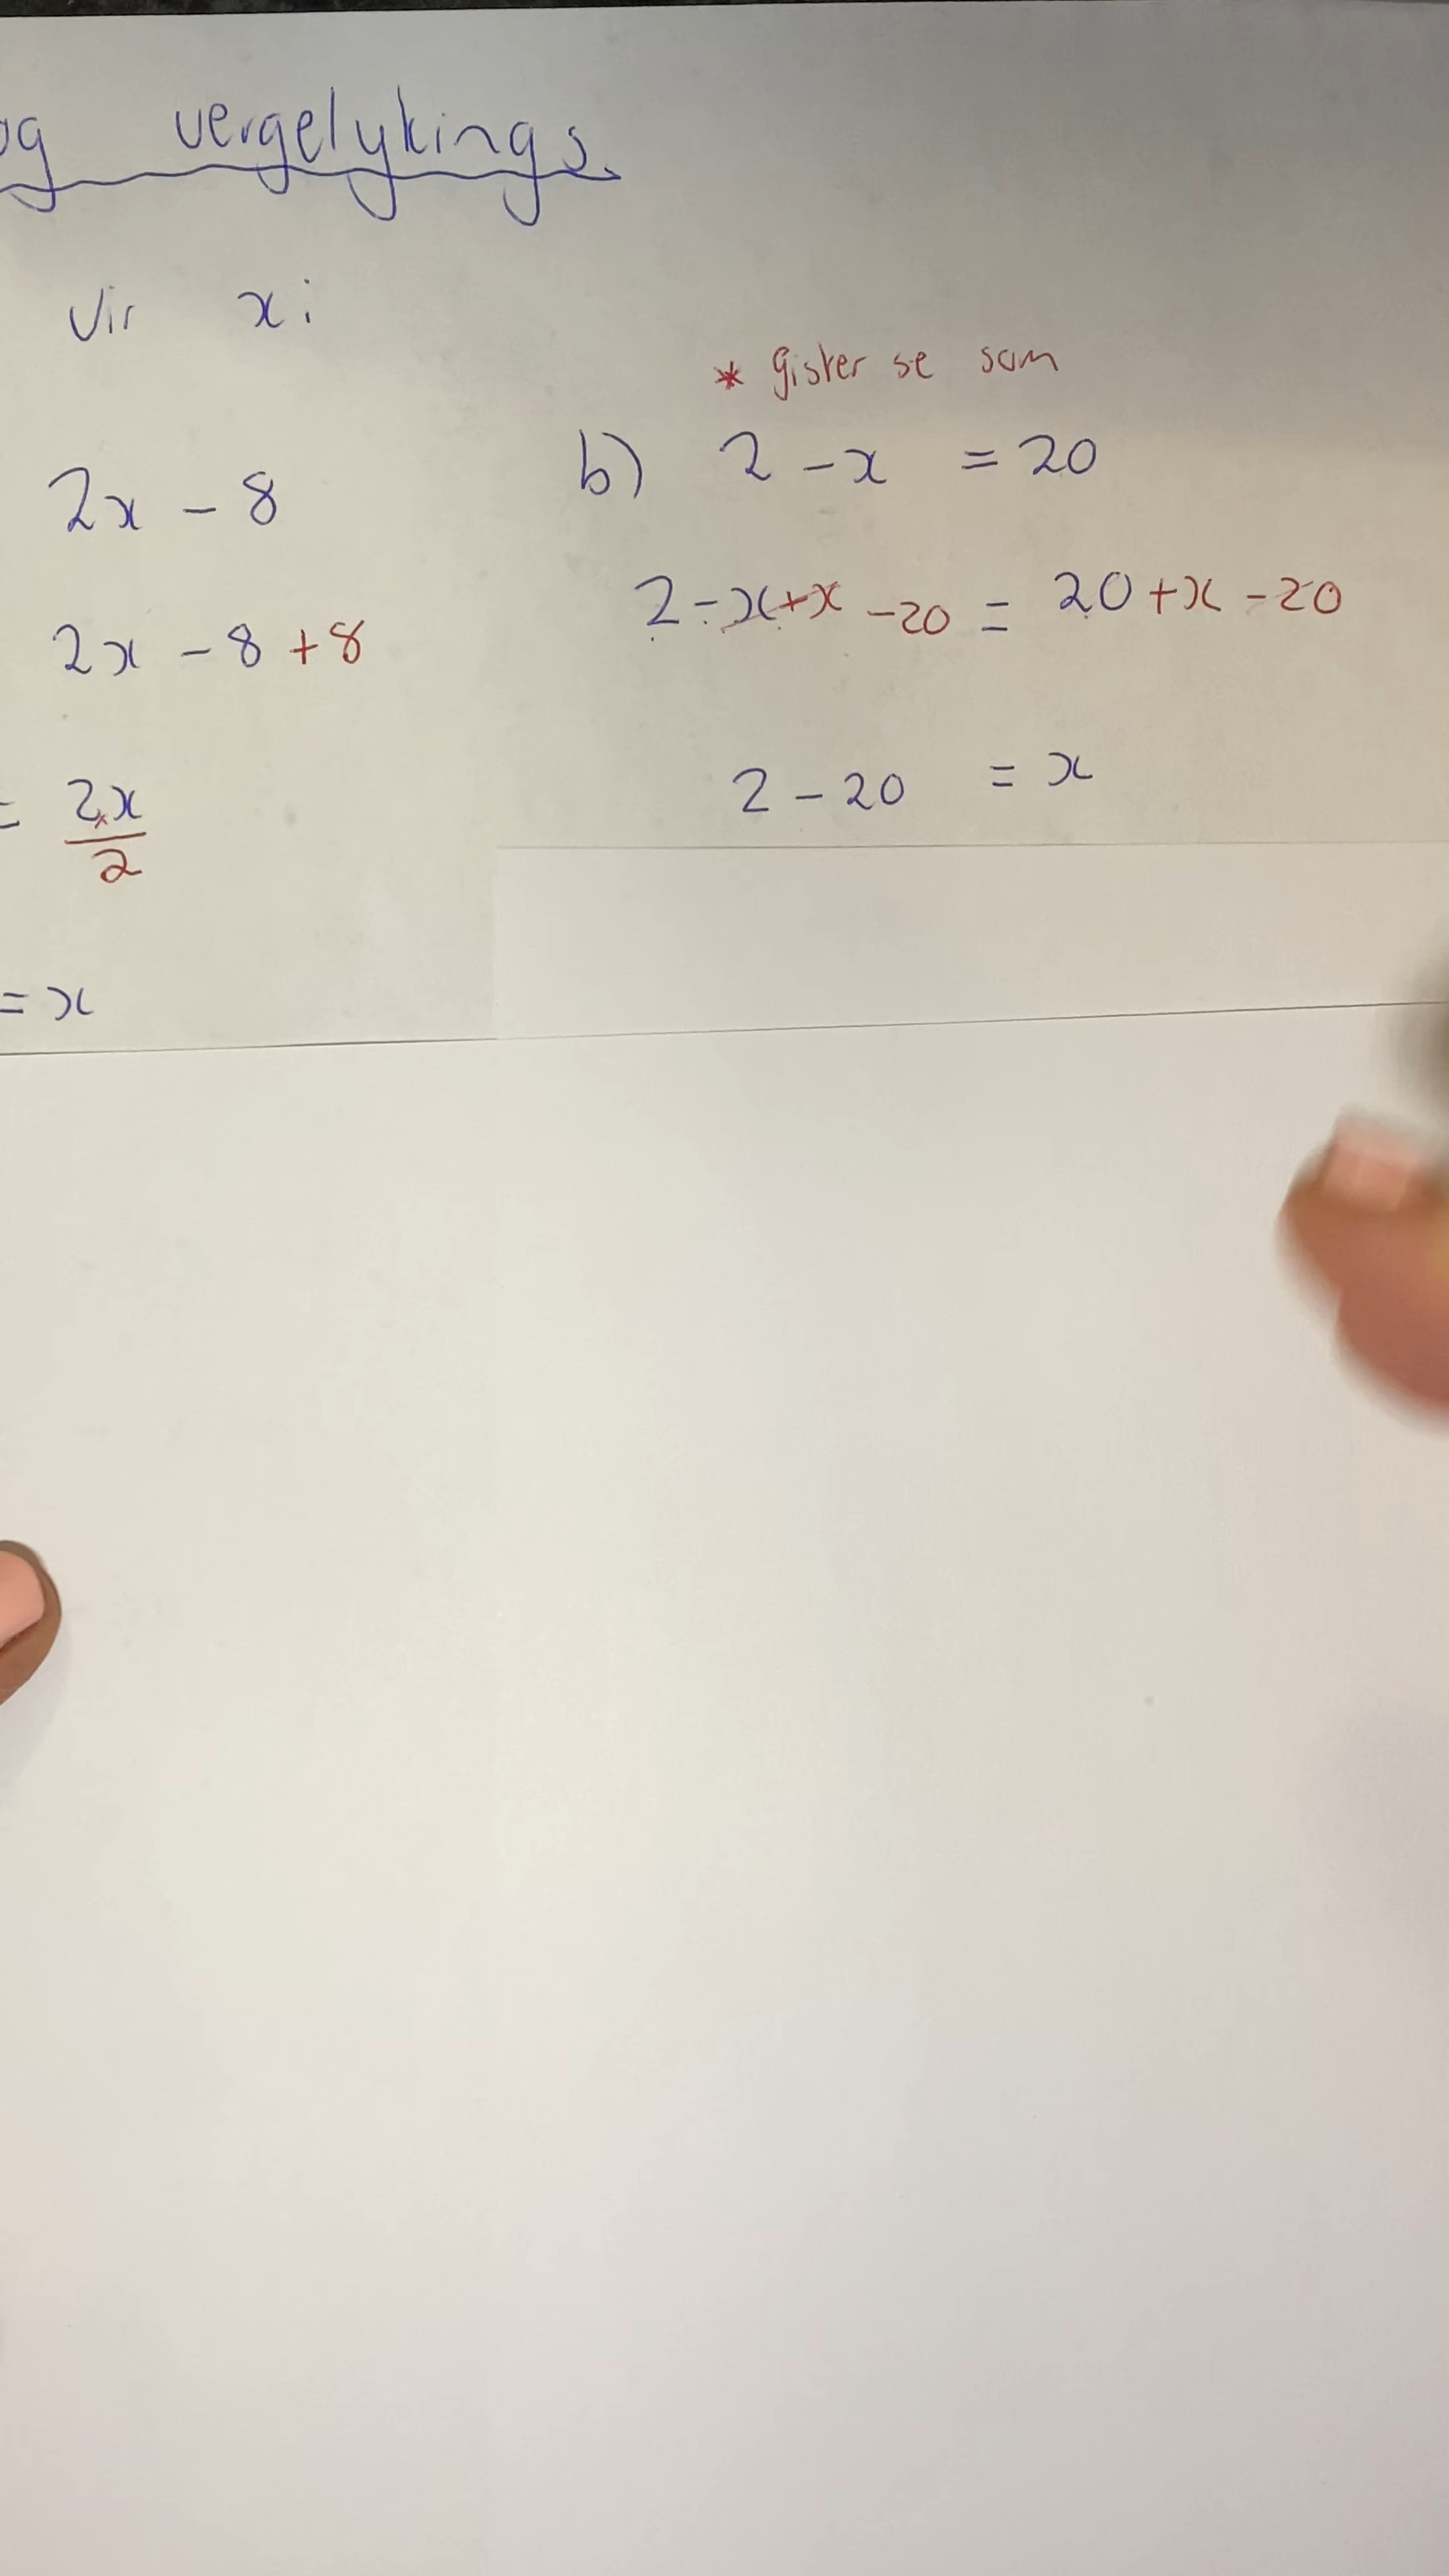 vergelykings
vir x:
2x - 8
2x - 8 + 8
= 2x
2
= x
* gister se som
b) 2 - x = 20
2 - x + x - 20 = 20 + x - 20
2 - 20 = x